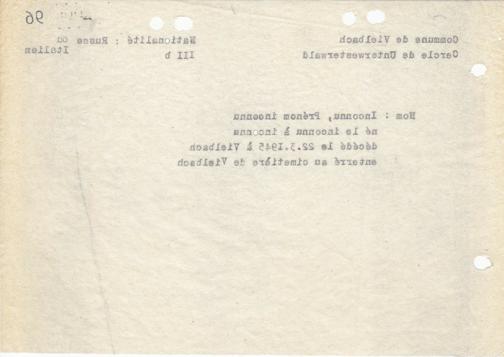 96
Commune de Vielbach
Cercle de Unterwesterwald
Nationalité : Russe
ou
Italien
III b
Nom : Inconnu, Prénom inconnu
né le inconnu à inconnu
décédé le 22.3.1945 à Vielbach
enterré au cimetière de Vielbach